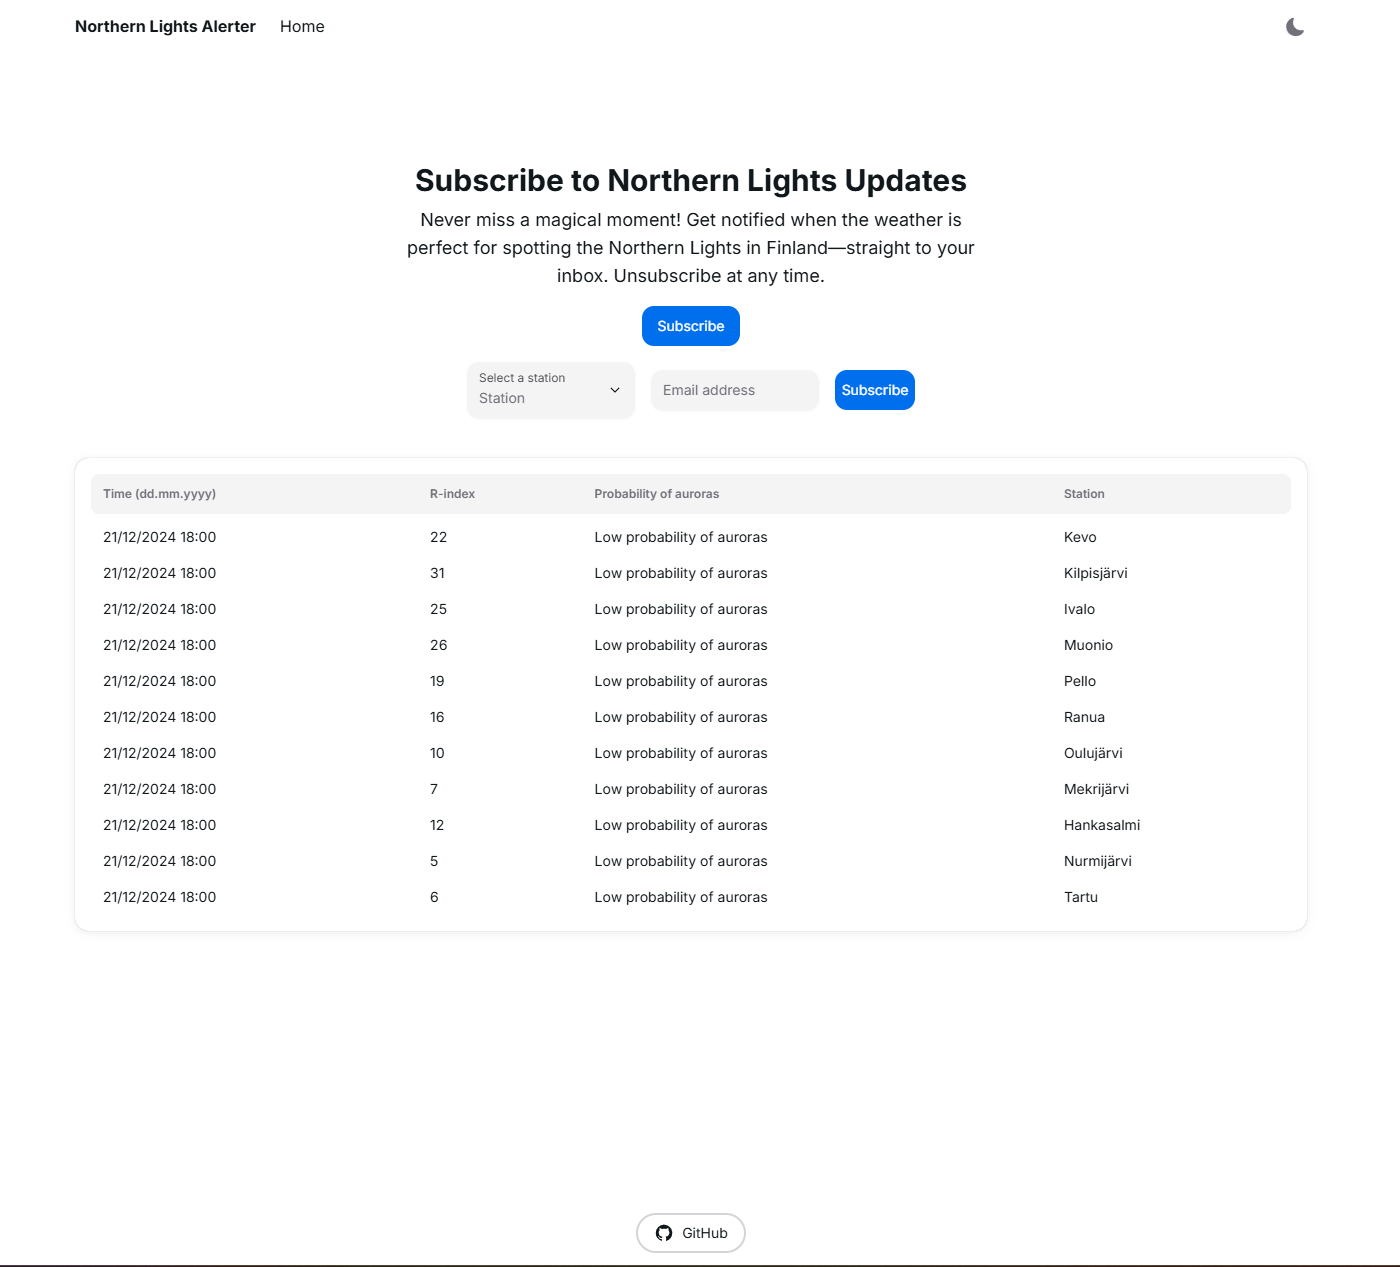 Northern Lights Alerter Home
Subscribe to Northern Lights Updates
Never miss a magical moment! Get notified when the weather is
perfect for spotting the Northern Lights in Finland—straight to your
inbox. Unsubscribe at any time.
Subscribe
Select a station
Station
Email address
Subscribe
Time (dd.mm.yyyy) R-index Probability of auroras Station
21/12/2024 18:00 22 Low probability of auroras Kevo
21/12/2024 18:00 31 Low probability of auroras Kilpisjärvi
21/12/2024 18:00 25 Low probability of auroras Ivalo
21/12/2024 18:00 26 Low probability of auroras Muonio
21/12/2024 18:00 19 Low probability of auroras Pello
21/12/2024 18:00 16 Low probability of auroras Ranua
21/12/2024 18:00 10 Low probability of auroras Oulujärvi
21/12/2024 18:00 7 Low probability of auroras Mekrijärvi
21/12/2024 18:00 12 Low probability of auroras Hankasalmi
21/12/2024 18:00 5 Low probability of auroras Nurmijärvi
21/12/2024 18:00 6 Low probability of auroras Tartu
GitHub